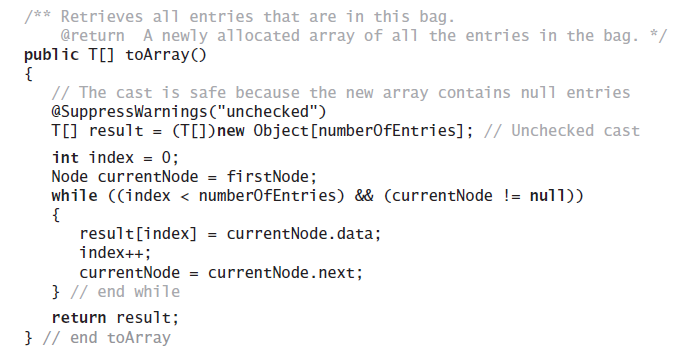 /** Retrieves all entries that are in this bag.
@return A newly allocated array of all the entries in the bag. */
public T[] toArray()
{
// The cast is safe because the new array contains null entries
@SuppressWarnings("unchecked")
T[] result = (T[])new Object[numberOfEntries]; // Unchecked cast
int index = 0;
Node currentNode = firstNode;
while ((index < numberOfEntries) && (currentNode != null))
{
result[index] = currentNode.data;
index++;
currentNode = currentNode.next;
} // end while
return result;
} // end toArray